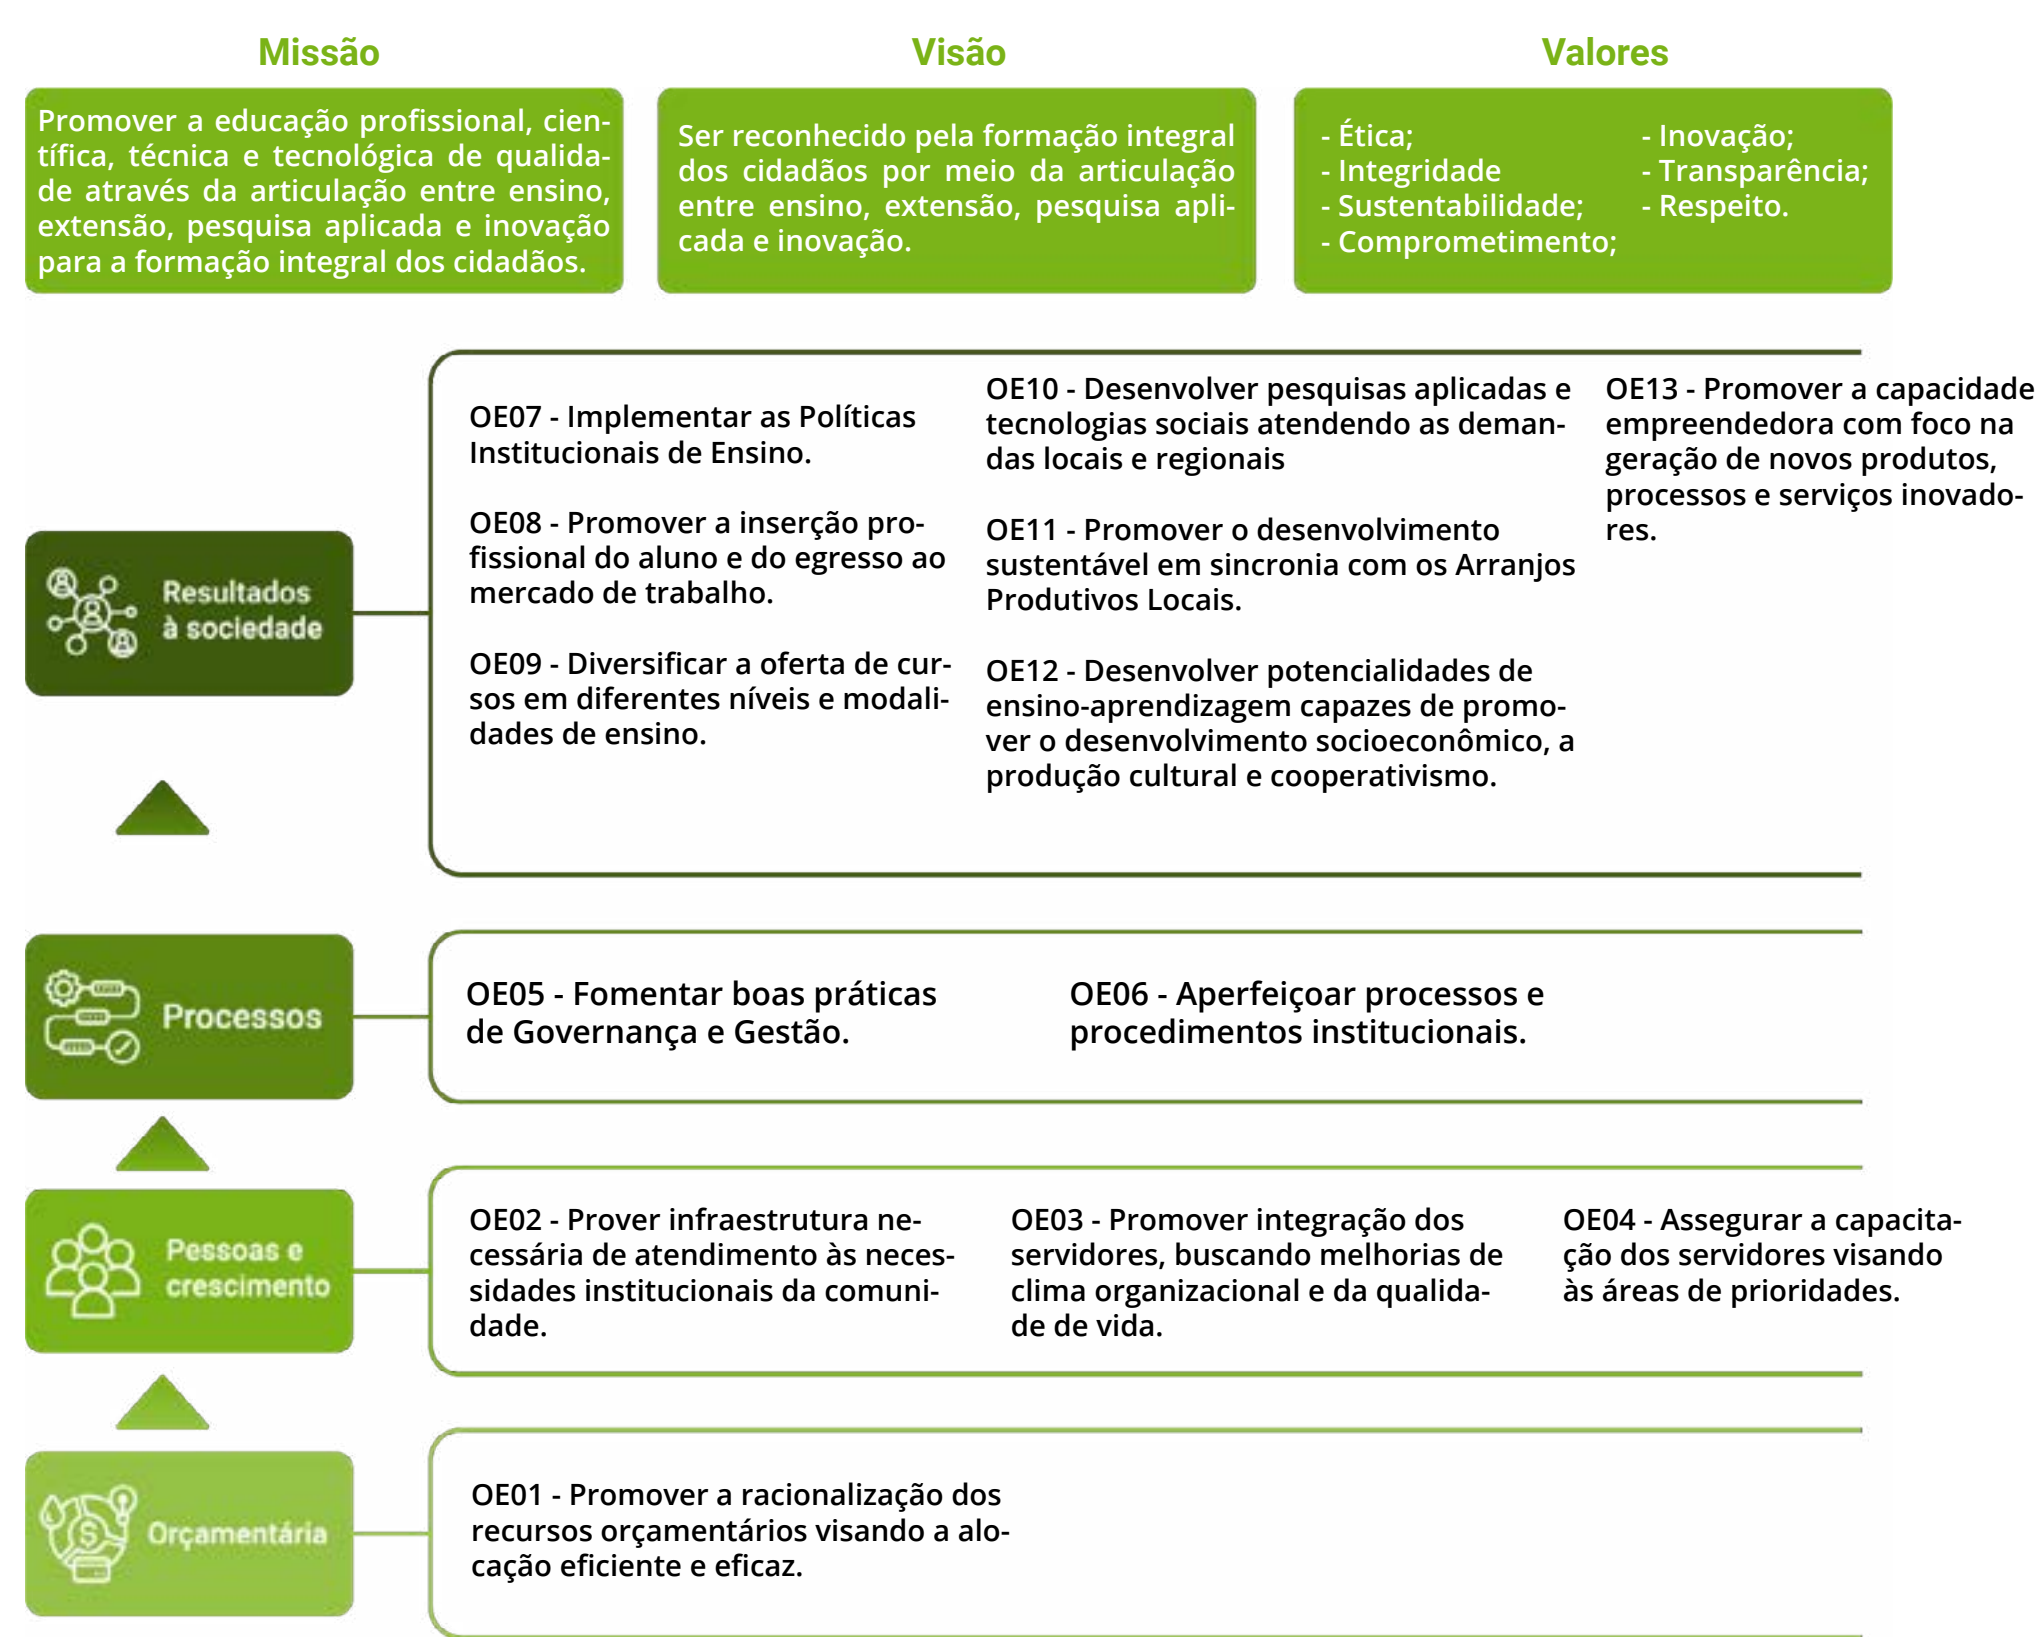 Missão
Promover a educação profissional, cien-
tífica, técnica e tecnológica de qualida-
de através da articulação entre ensino,
extensão, pesquisa aplicada e inovação
para a formação integral dos cidadãos.
Visão
Ser reconhecido pela formação integral
dos cidadãos por meio da articulação
entre ensino, extensão, pesquisa apli-
cada e inovação.
Valores
- Ética;
- Integridade
- Sustentabilidade;
- Comprometimento;
- Inovação;
- Transparência;
- Respeito.
Resultados
à sociedade
OE07 - Implementar as Políticas
Institucionais de Ensino.
OE08 - Promover a inserção pro-
fissional do aluno e do egresso ao
mercado de trabalho.
OE09 - Diversificar a oferta de cur-
sos em diferentes níveis e modali-
dades de ensino.
OE10 - Desenvolver pesquisas aplicadas e
tecnologias sociais atendendo as deman-
das locais e regionais
OE11 - Promover o desenvolvimento
sustentável em sincronia com os Arranjos
Produtivos Locais.
OE12 - Desenvolver potencialidades de
ensino-aprendizagem capazes de promo-
ver o desenvolvimento socioeconômico, a
produção cultural e cooperativismo.
OE13 - Promover a capacidade
empreendedora com foco na
geração de novos produtos,
processos e serviços inovado-
res.
Processos
OE05 - Fomentar boas práticas
de Governança e Gestão.
OE06 - Aperfeiçoar processos e
procedimentos institucionais.
Pessoas e
crescimento
OE02 - Prover infraestrutura ne-
cessária de atendimento às neces-
sidades institucionais da comuni-
dade.
OE03 - Promover integração dos
servidores, buscando melhorias de
clima organizacional e da qualida-
de de vida.
OE04 - Assegurar a capacita-
ção dos servidores visando
às áreas de prioridades.
Orçamentária
OE01 - Promover a racionalização dos
recursos orçamentários visando a alo-
cação eficiente e eficaz.